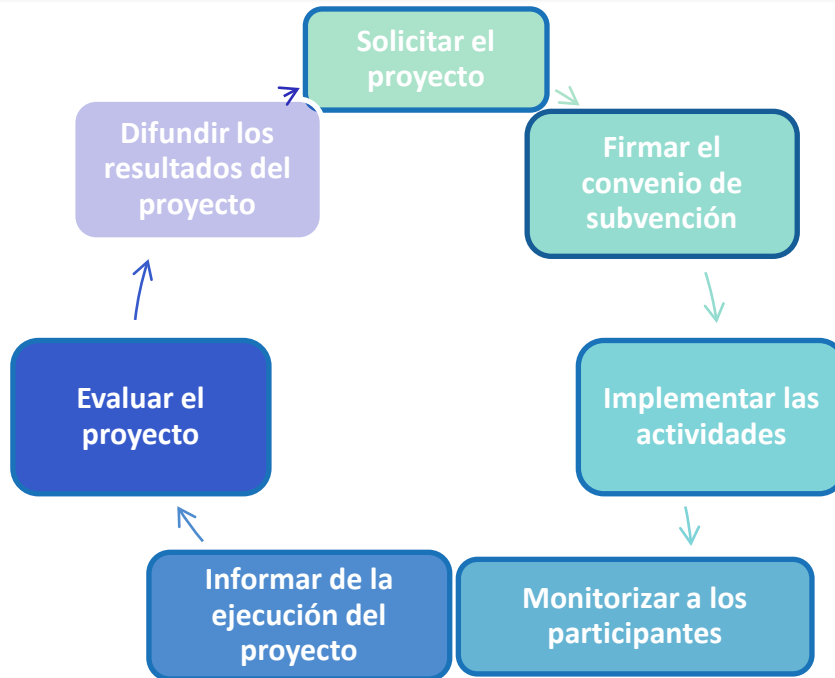 Solicitar el
proyecto
Firmar el
convenio de
subvención
Implementar las
actividades
Monitorizar a los
participantes
Informar de la
ejecución del
proyecto
Evaluar el
proyecto
Difundir los
resultados del
proyecto